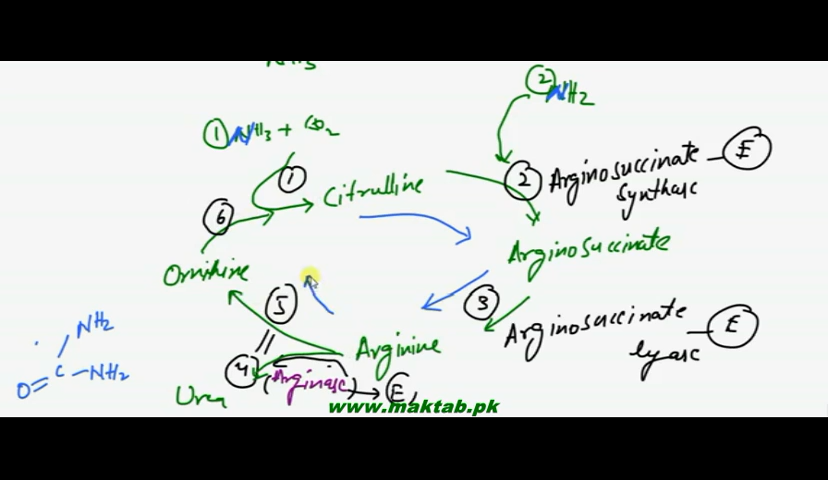 NH3
② NH2
① NH3 + CO2
①
Citrulline
② Arginosuccinate
Synthase
E
⑥
Arginosuccinate
Ornithine
③
⑤
Arginosuccinate
lyase
E
NH2
Arginine
C
NH2
O
④
(Arginase)
E
Urea
www.maktab.pk